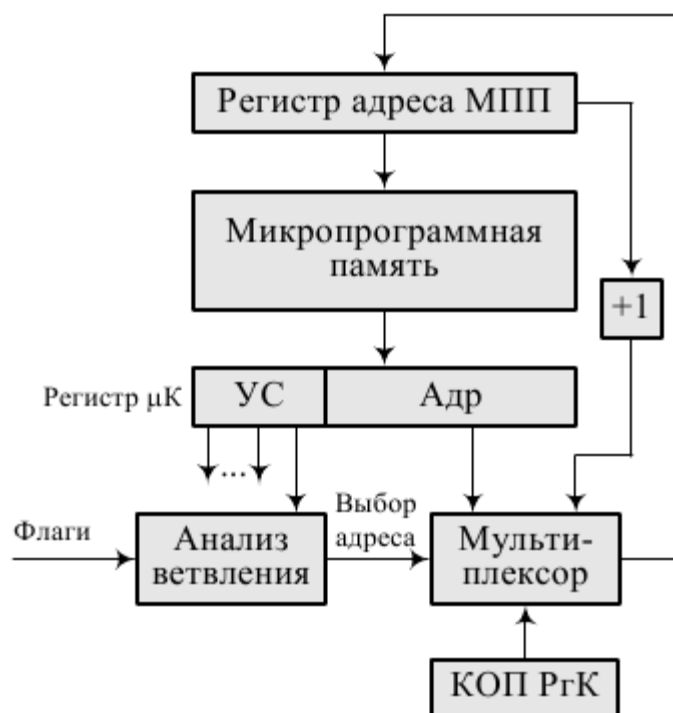 Регистр адреса МПП
Микропрограммная
память
+1
Регистр μК
УС
Адр
...
Флаги
Анализ
ветвления
Выбор
адреса
Мульти-
плексор
КОП РгК